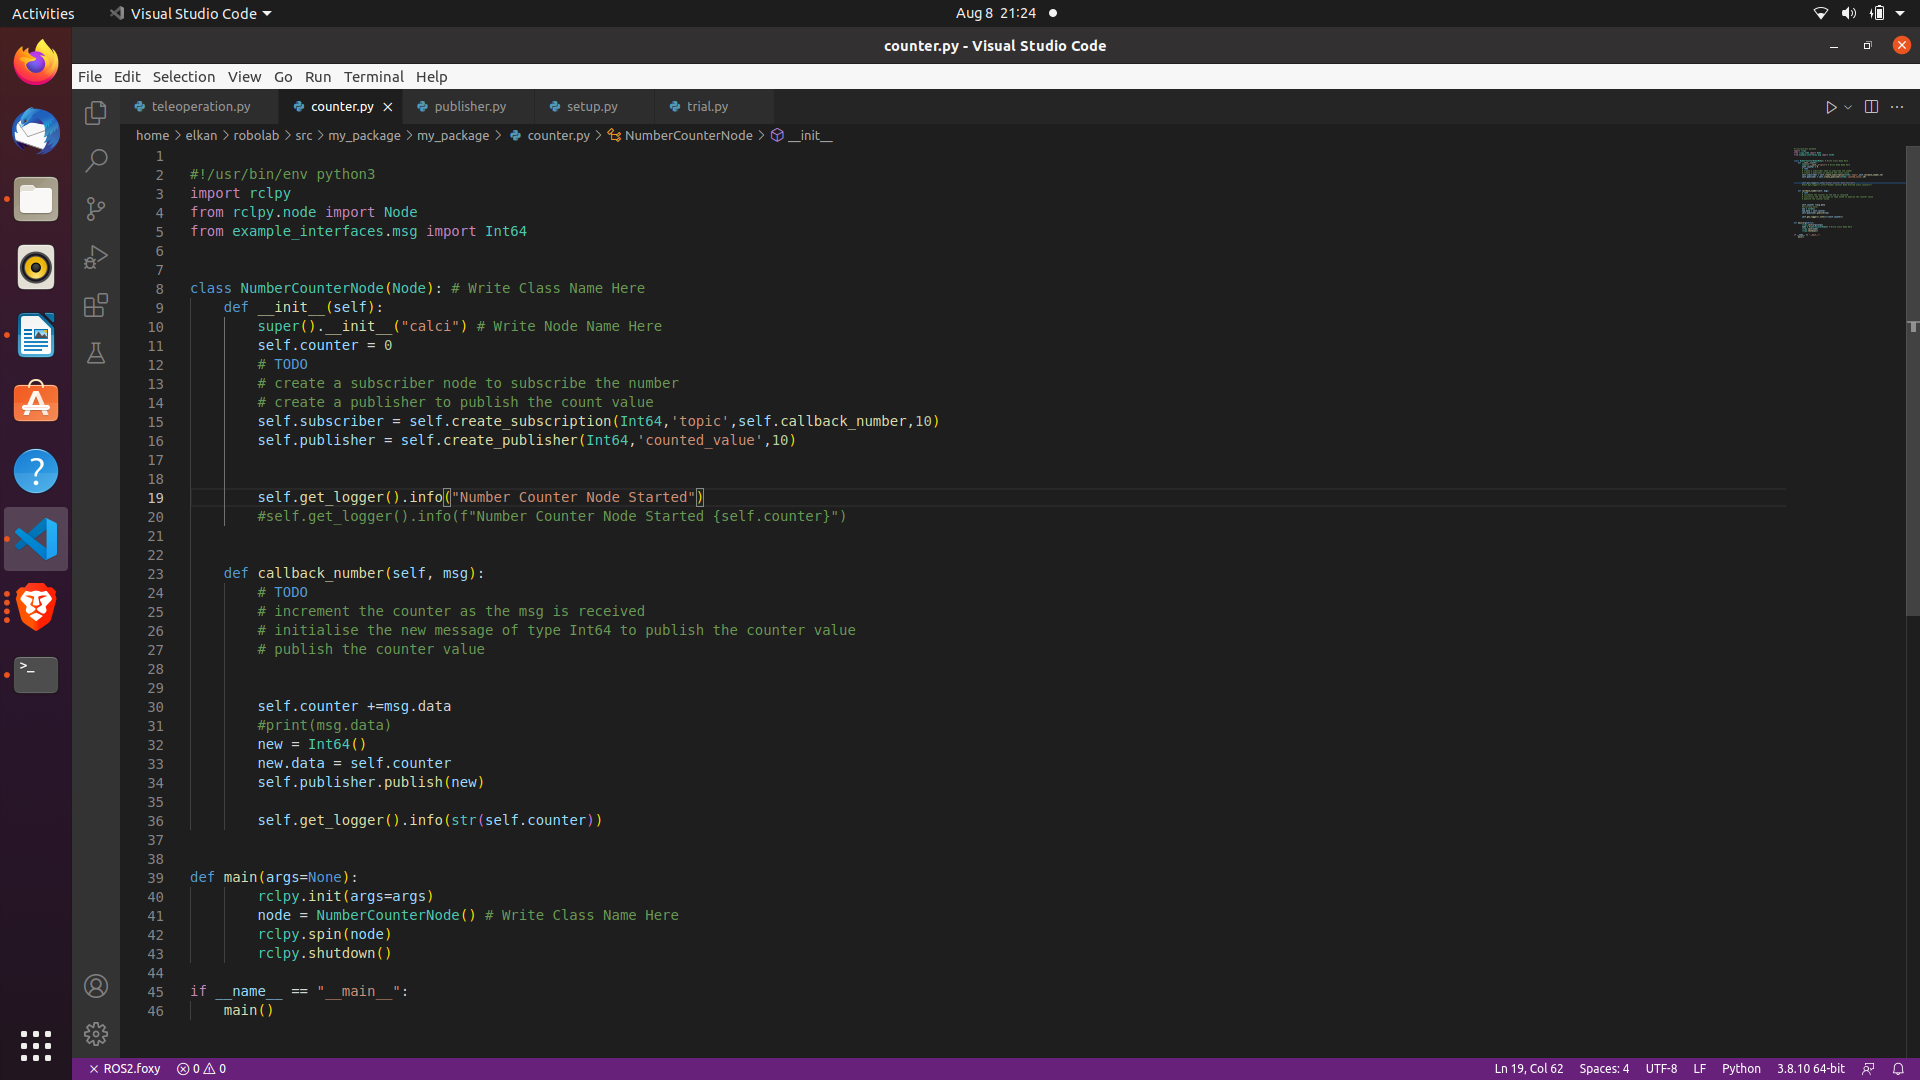 Activities Visual Studio Code Aug 8 21:24
counter.py - Visual Studio Code
File Edit Selection View Go Run Terminal Help
teleoperation.py counter.py publisher.py setup.py trial.py
home > elkan > robolab > src > my_package > my_package > counter.py > NumberCounterNode > __init__
1
2 #!/usr/bin/env python3
3 import rclpy
4 from rclpy.node import Node
5 from example_interfaces.msg import Int64
6
7
8 class NumberCounterNode(Node): # Write Class Name Here
9     def __init__(self):
10         super().__init__("calci") # Write Node Name Here
11         self.counter = 0
12         # TODO
13         # create a subscriber node to subscribe the number
14         # create a publisher to publish the count value
15         self.subscriber = self.create_subscription(Int64,'topic',self.callback_number,10)
16         self.publisher = self.create_publisher(Int64,'counted_value',10)
17
18
19         self.get_logger().info("Number Counter Node Started")
20         #self.get_logger().info(f"Number Counter Node Started {self.counter}")
21
22
23     def callback_number(self, msg):
24         # TODO
25         # increment the counter as the msg is received
26         # initialise the new message of type Int64 to publish the counter value
27         # publish the counter value
28
29
30         self.counter +=msg.data
31         #print(msg.data)
32         new = Int64()
33         new.data = self.counter
34         self.publisher.publish(new)
35
36         self.get_logger().info(str(self.counter))
37
38
39 def main(args=None):
40         rclpy.init(args=args)
41         node = NumberCounterNode() # Write Class Name Here
42         rclpy.spin(node)
43         rclpy.shutdown()
44
45 if __name__ == "__main__":
46     main()
ROS2.foxy 0 0 Ln 19, Col 62 Spaces: 4 UTF-8 LF Python 3.8.10 64-bit